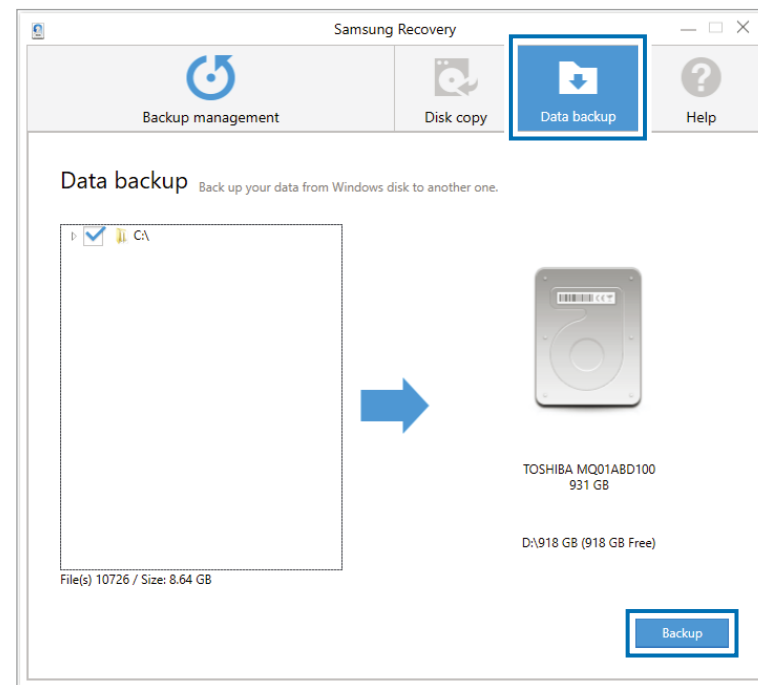 Samsung Recovery
Backup management
Disk copy
Data backup
Help
Data backup Back up your data from Windows disk to another one.
C:\
TOSHIBA MQ01ABD100
931 GB
D:\918 GB (918 GB Free)
File(s) 10726 / Size: 8.64 GB
Backup